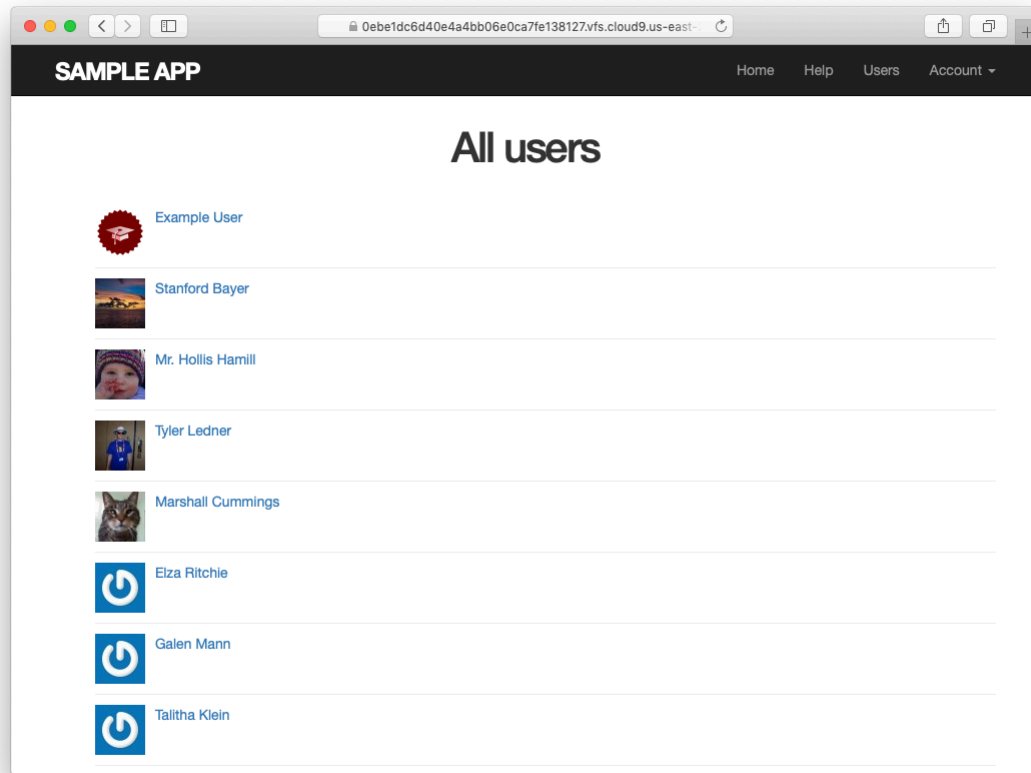 0ebe1dc6d40e4a4bb06e0ca7fe138127.vfs.cloud9.us-east-
SAMPLE APP Home Help Users Account
All users
Example User
Stanford Bayer
Mr. Hollis Hamill
Tyler Ledner
Marshall Cummings
Elza Ritchie
Galen Mann
Talitha Klein